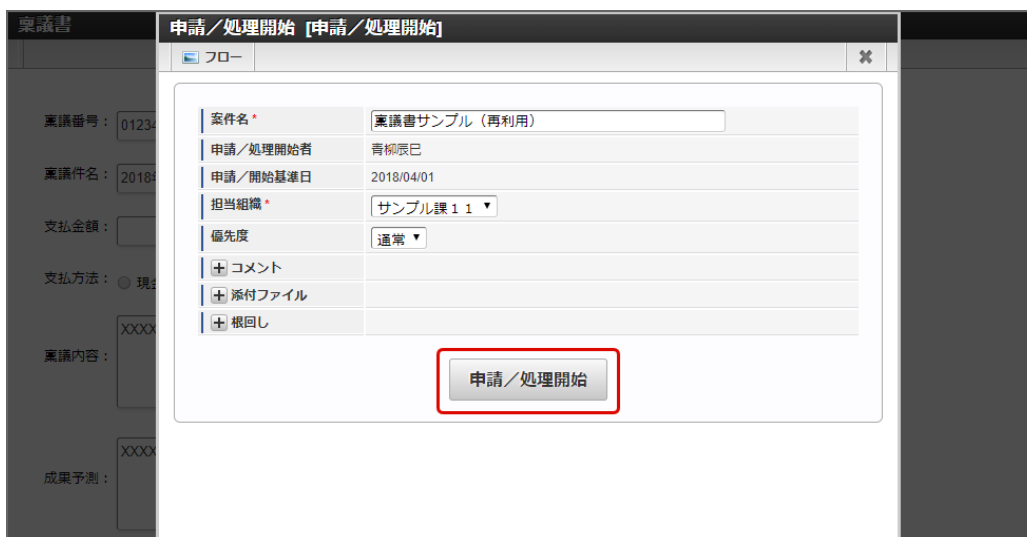 稟議書
申請／処理開始 [申請／処理開始]
フロー
稟議番号：
01234
稟議件名：
2018
支払金額：
支払方法：
現金
稟議内容：
XXXX
成果予測：
XXXX
案件名*
稟議書サンプル（再利用）
申請／処理開始者
青柳辰巳
申請／開始基準日
2018/04/01
担当組織*
サンプル課１１
優先度
通常
コメント
添付ファイル
根回し
申請／処理開始